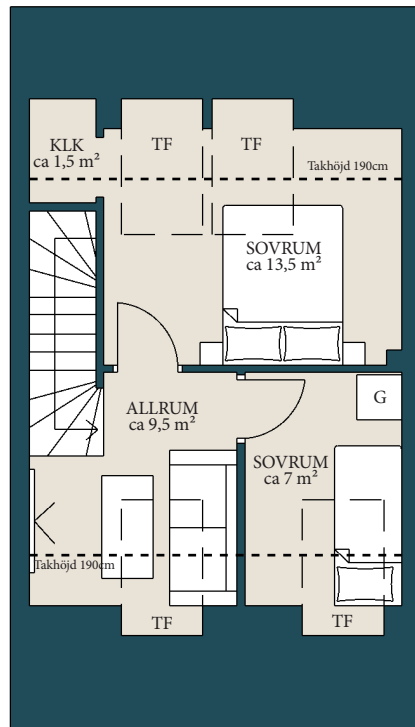 KLK
ca 1,5 m²
TF
TF
Takhöjd 190cm
SOVRUM
ca 13,5 m²
ALLRUM
ca 9,5 m²
G
SOVRUM
ca 7 m²
Takhöjd 190cm
TF
TF